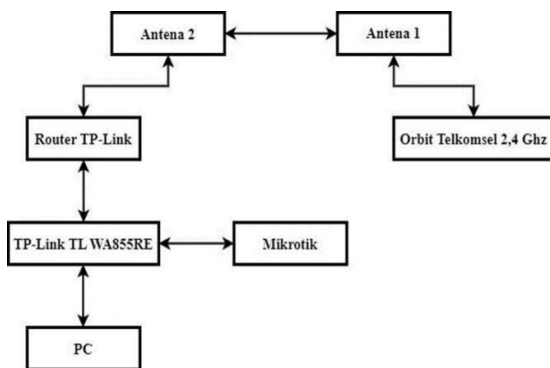 Antena 2
Antena 1
Router TP-Link
Orbit Telkomsel 2,4 Ghz
TP-Link TL WA855RE
Mikrotik
PC